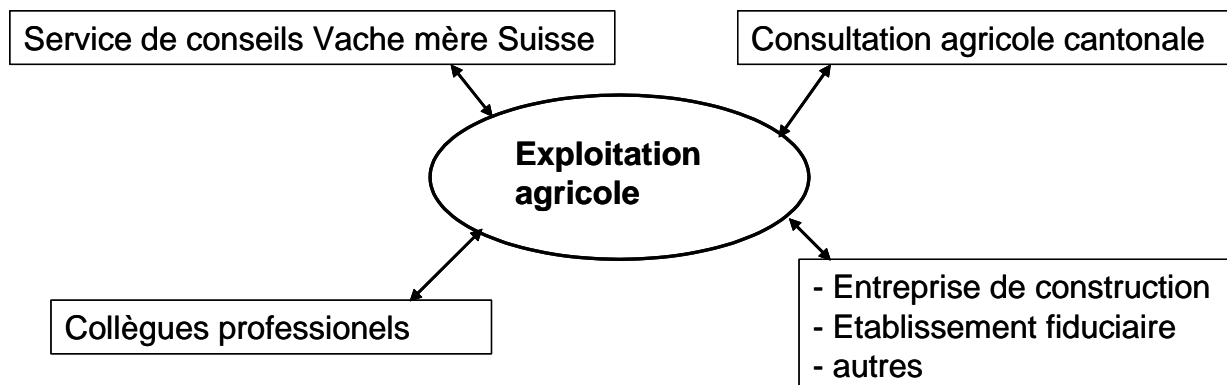 Service de conseils Vache mère Suisse
Consultation agricole cantonale
Exploitation
agricole
Collègues professionels
- Entreprise de construction
- Etablissement fiduciaire
- autres